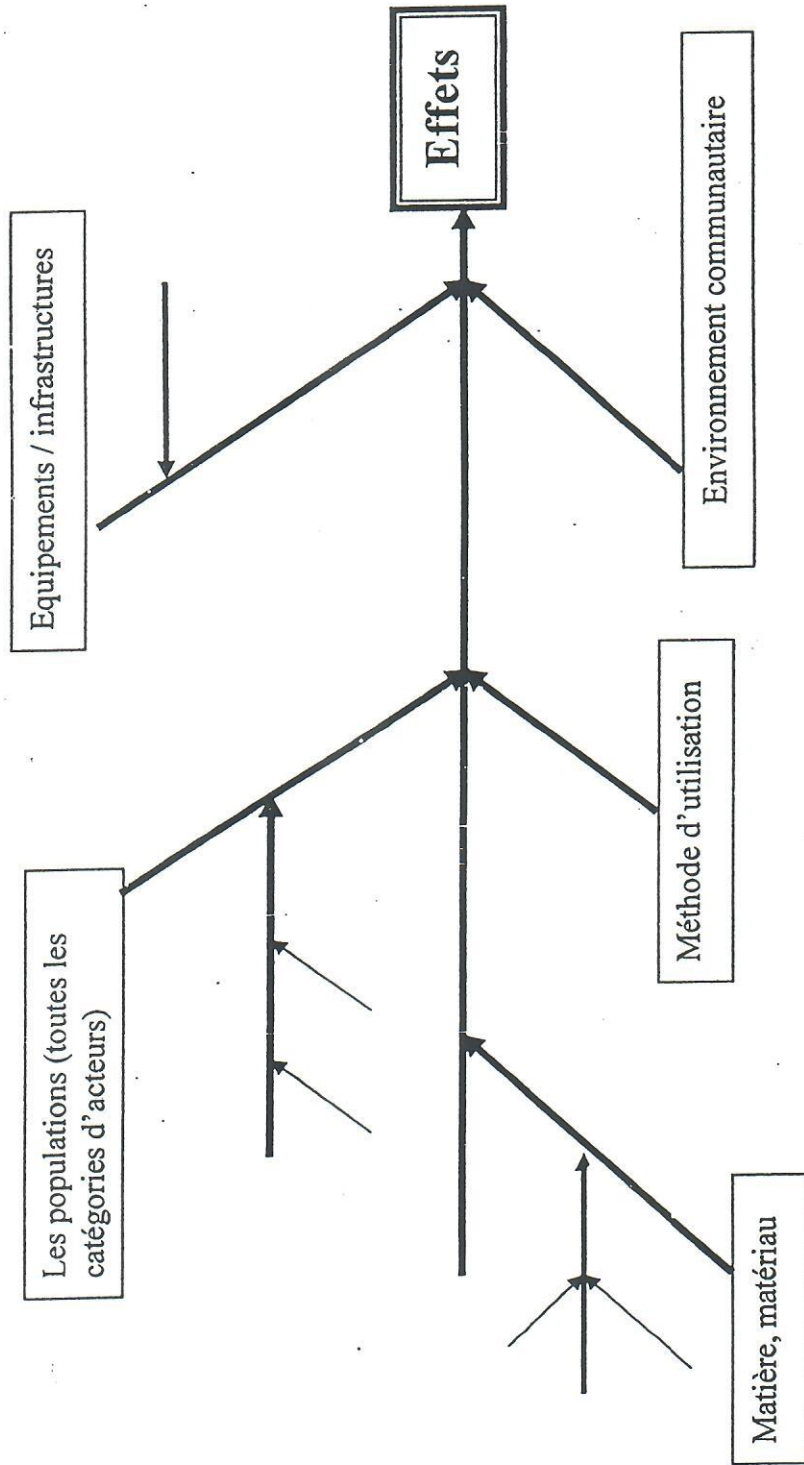 Les populations (toutes les
catégories d'acteurs)
Equipements / infrastructures
Effets
Matière, matériau
Méthode d'utilisation
Environnement communautaire